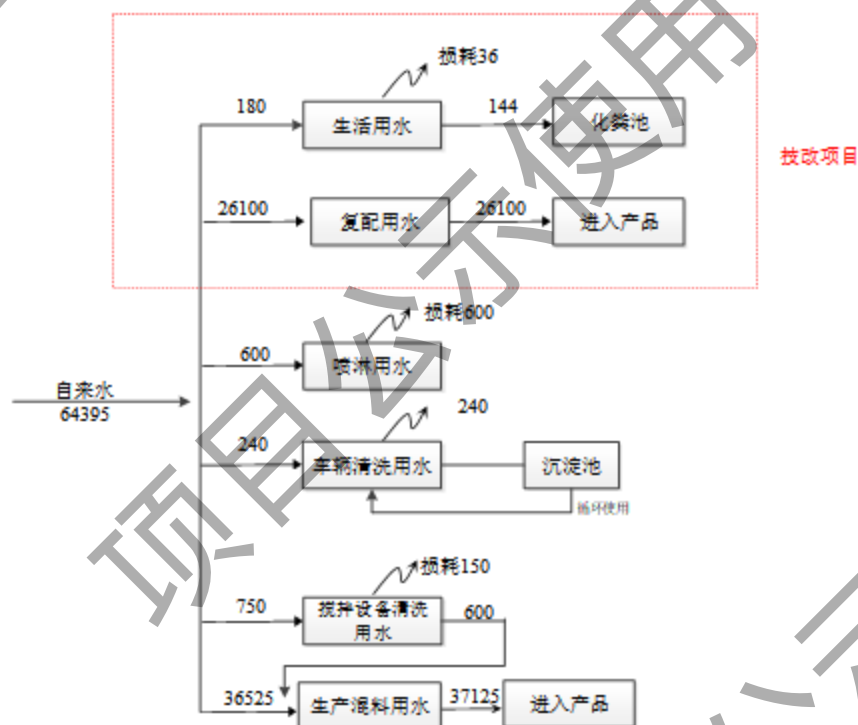 损耗36
180
生活用水
144
化粪池
技改项目
26100
复配用水
26100
进入产品
损耗600
600
喷淋用水
自来水
64395
240
240
车辆清洗用水
沉淀池
循环使用
损耗150
750
搅拌设备清洗
用水
600
36525
生产混料用水
37125
进入产品
项目公示使用
公示